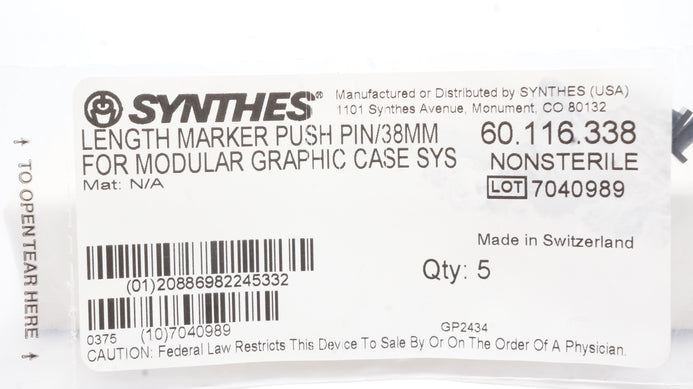 SYNTHES®
Manufactured or Distributed by SYNTHES (USA)
1101 Synthes Avenue, Monument, CO 80132
LENGTH MARKER PUSH PIN/38MM
60.116.338
FOR MODULAR GRAPHIC CASE SYS
NONSTERILE
Mat: N/A
LOT 7040989
Made in Switzerland
(01)20886982245332
Qty: 5
0375 (10)7040989
GP2434
CAUTION: Federal Law Restricts This Device To Sale By Or On The Order Of A Physician.
TO OPEN TEAR HERE